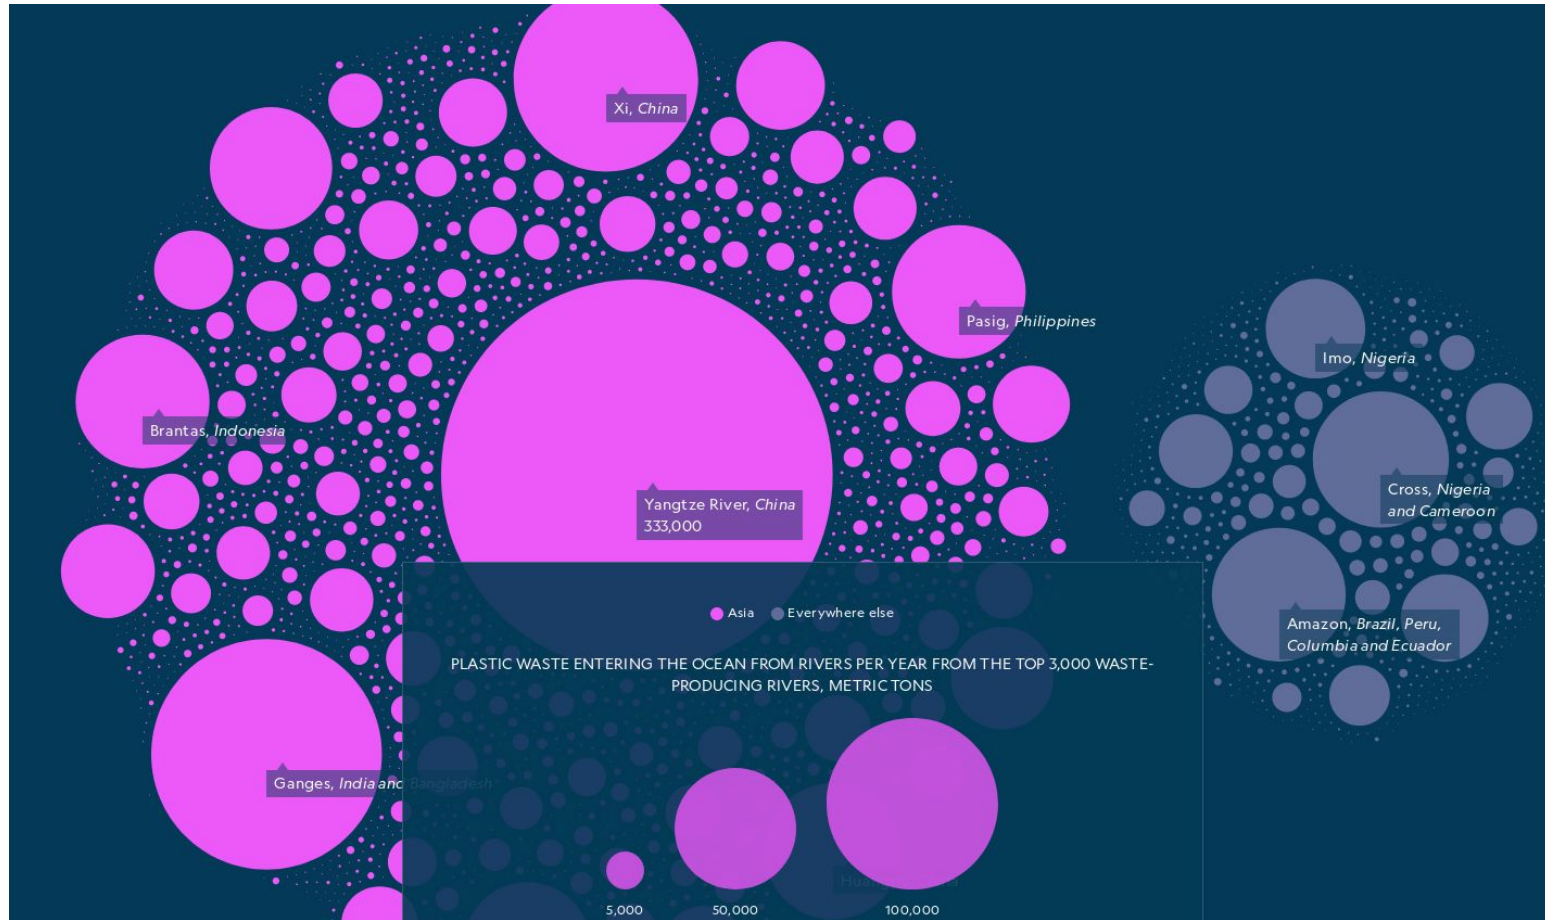 Xi, China
Pasig, Philippines
Imo, Nigeria
Brantas, Indonesia
Cross, Nigeria
and Cameroon
Yangtze River, China
333,000
Asia
Everywhere else
Amazon, Brazil, Peru,
Columbia and Ecuador
PLASTIC WASTE ENTERING THE OCEAN FROM RIVERS PER YEAR FROM THE TOP 3,000 WASTE-
PRODUCING RIVERS, METRIC TONS
Ganges, India and Bangladesh
5,000
50,000
100,000